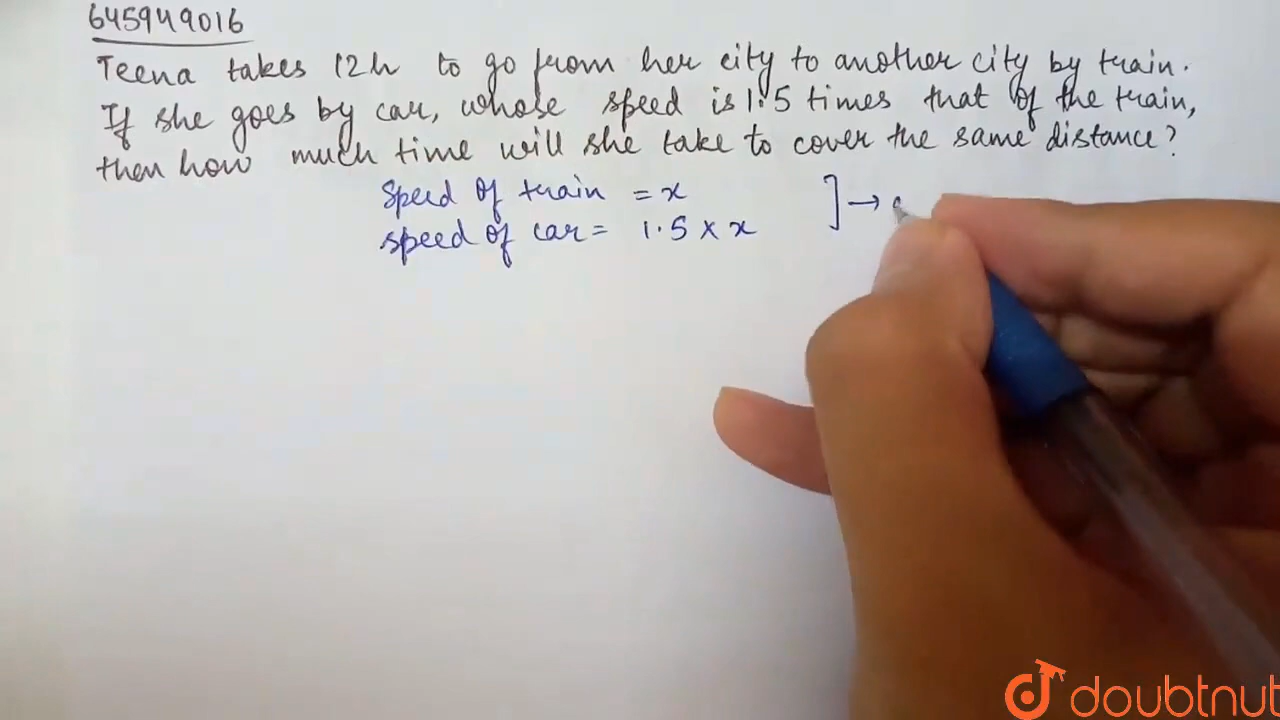 645949016
Teena takes 12h to go from her city to another city by train.
If she goes by car, whose speed is 1.5 times that of the train,
then how much time will she take to cover the same distance?
Speed of train = x
speed of car = 1.5 × x
] →
doubtnut